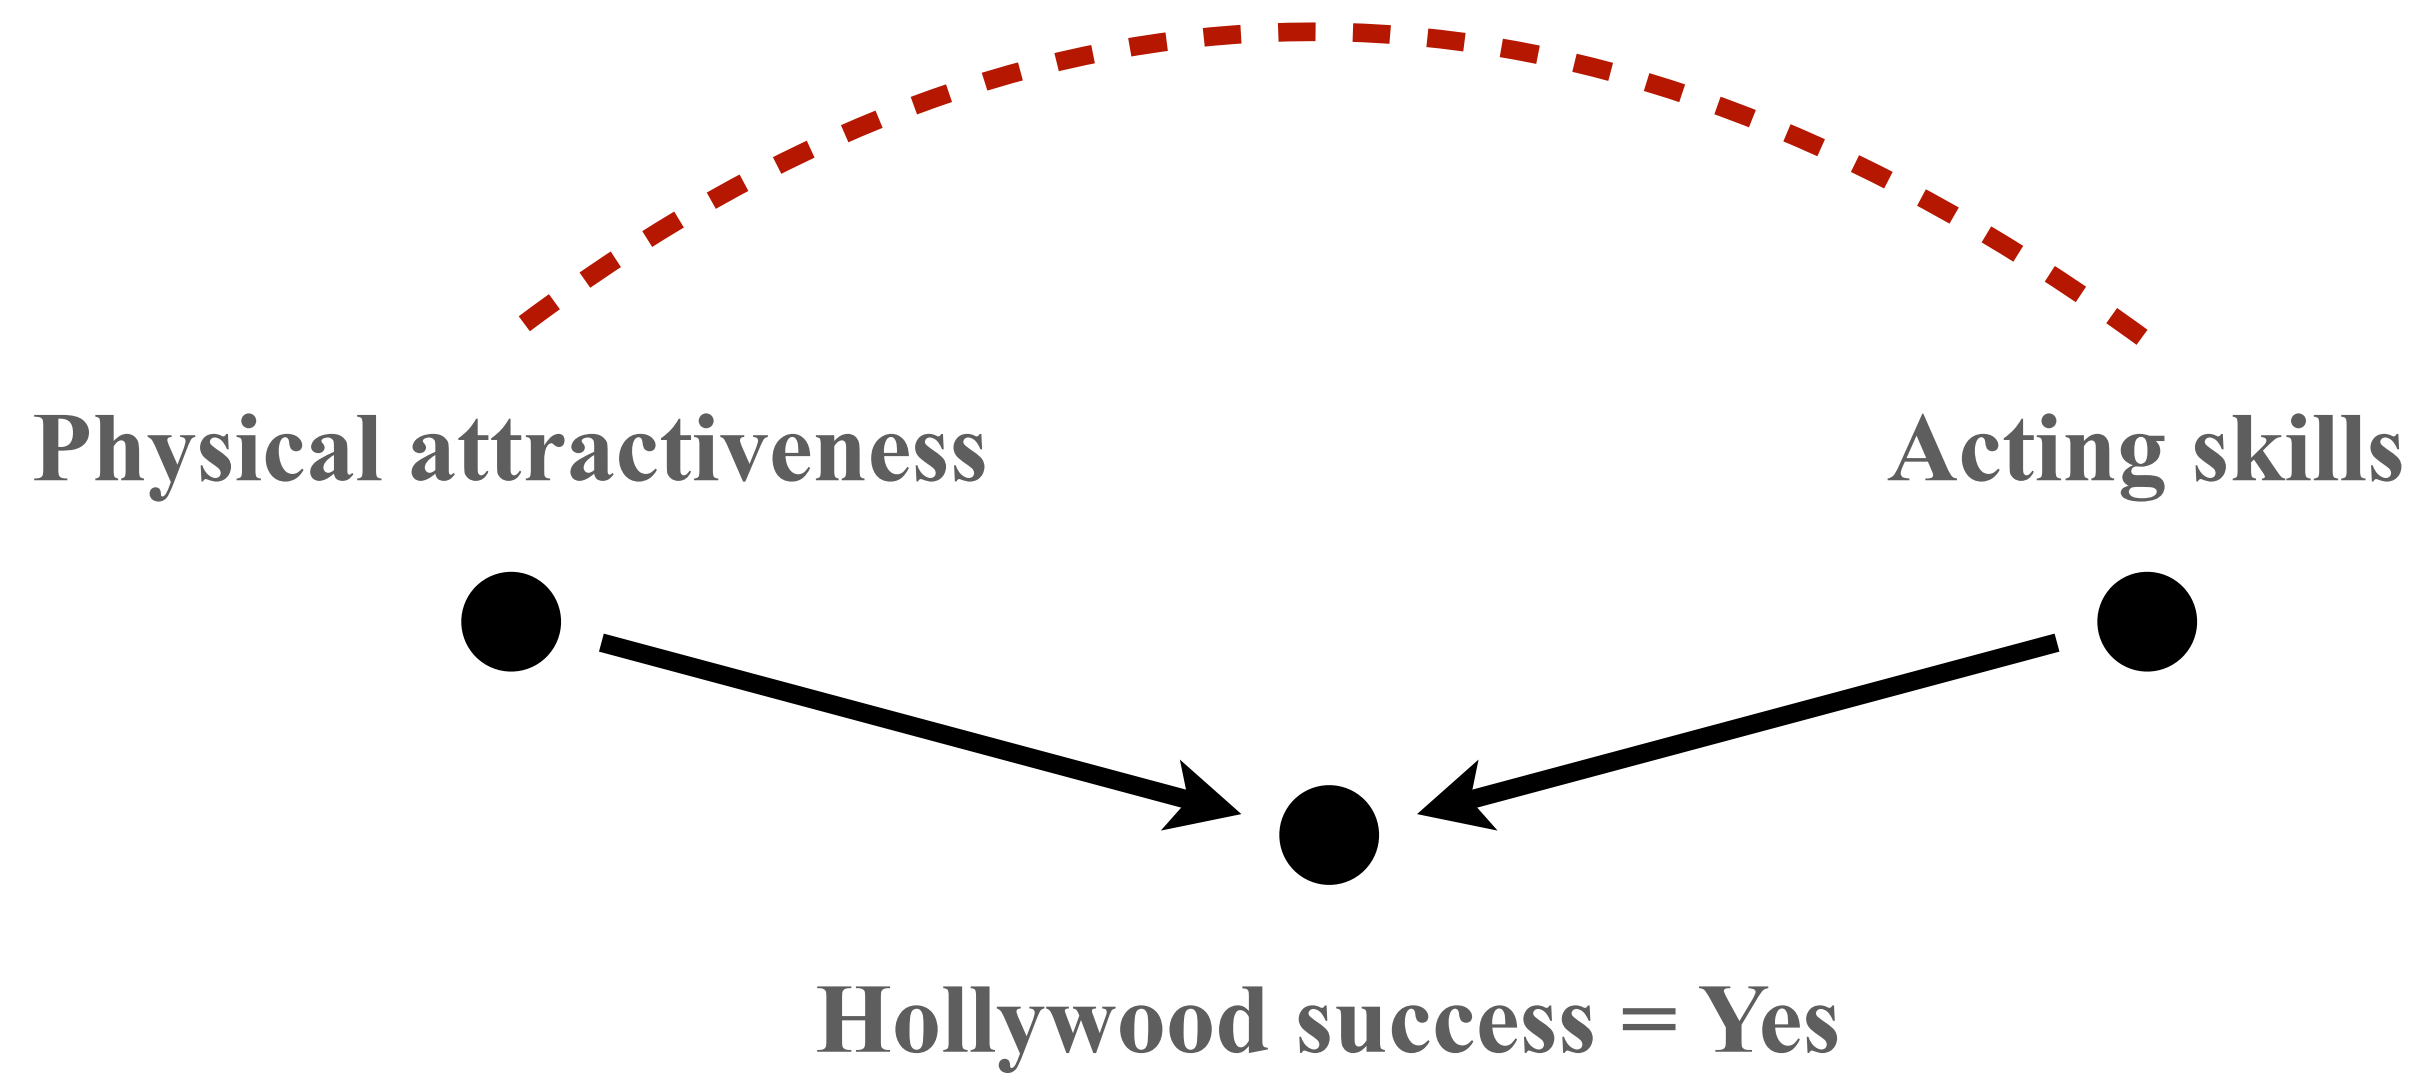 Physical attractiveness
Acting skills
Hollywood success = Yes